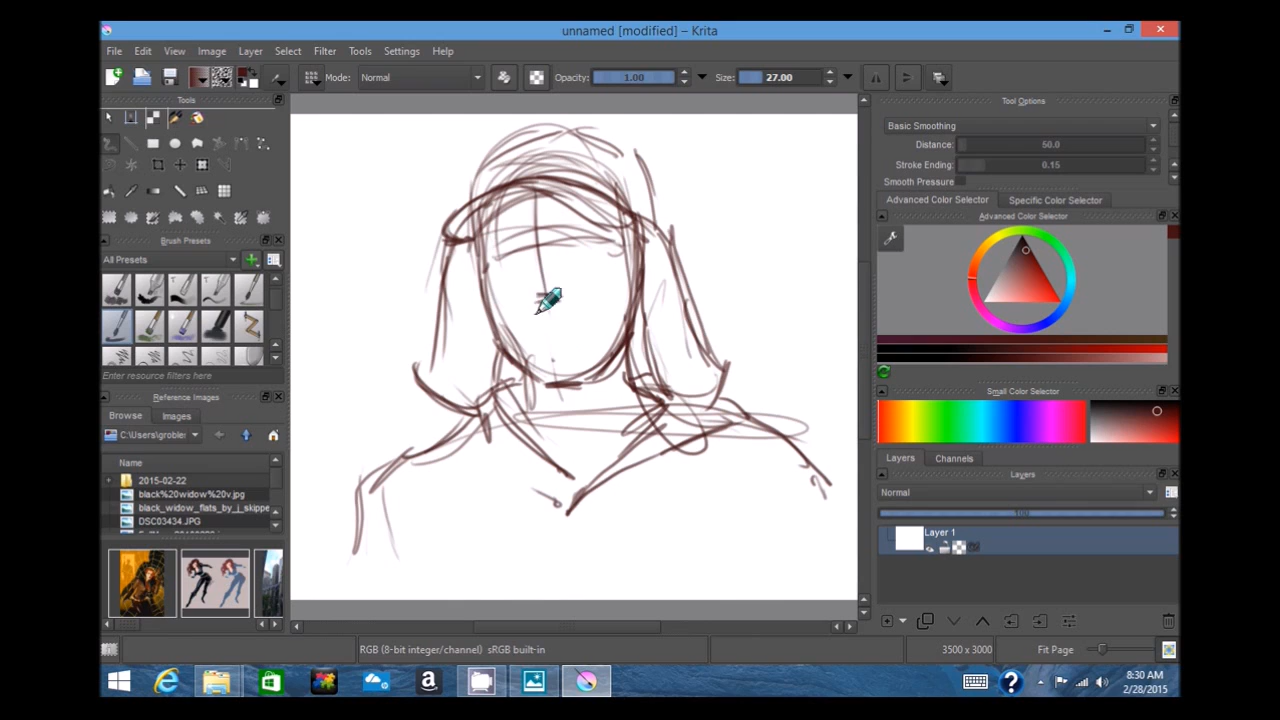 unnamed [modified] – Krita
File Edit View Image Layer Select Filter Tools Settings Help
Mode: Normal Opacity: 1.00 Size: 27.00
Tools
Tool Options
Basic Smoothing
Distance: 50.0
Stroke Ending: 0.15
Smooth Pressure
Advanced Color Selector Specific Color Selector
Advanced Color Selector
Brush Presets
All Presets
Enter resource filters here
Reference Images
Browse Images
C:\Users\groble
Name
2015-02-22
black%20widow%20v.jpg
black_widow_flats_by_j_skippe
DSC03434.JPG
Small Color Selector
Layers Channels
Layers
Normal
100
Layer 1
RGB (8-bit integer/channel) sRGB built-in
3500 x 3000 Fit Page
8:30 AM
2/28/2015